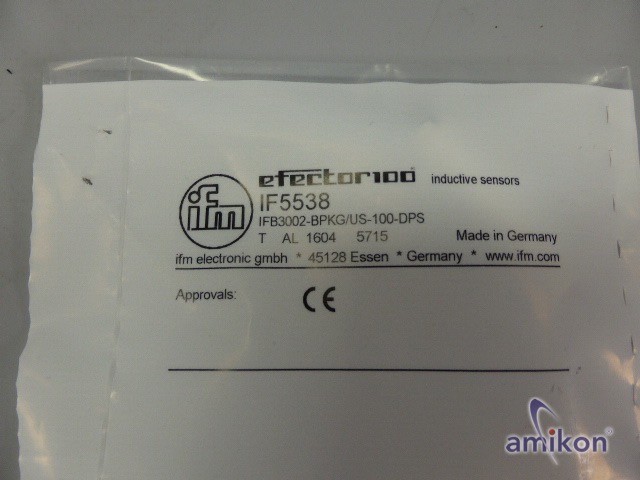 efector100 inductive sensors
ifm
IF5538
IFB3002-BPKG/US-100-DPS
T AL 1604 5715 Made in Germany
ifm electronic gmbh * 45128 Essen * Germany * www.ifm.com
Approvals: CE
amikon®